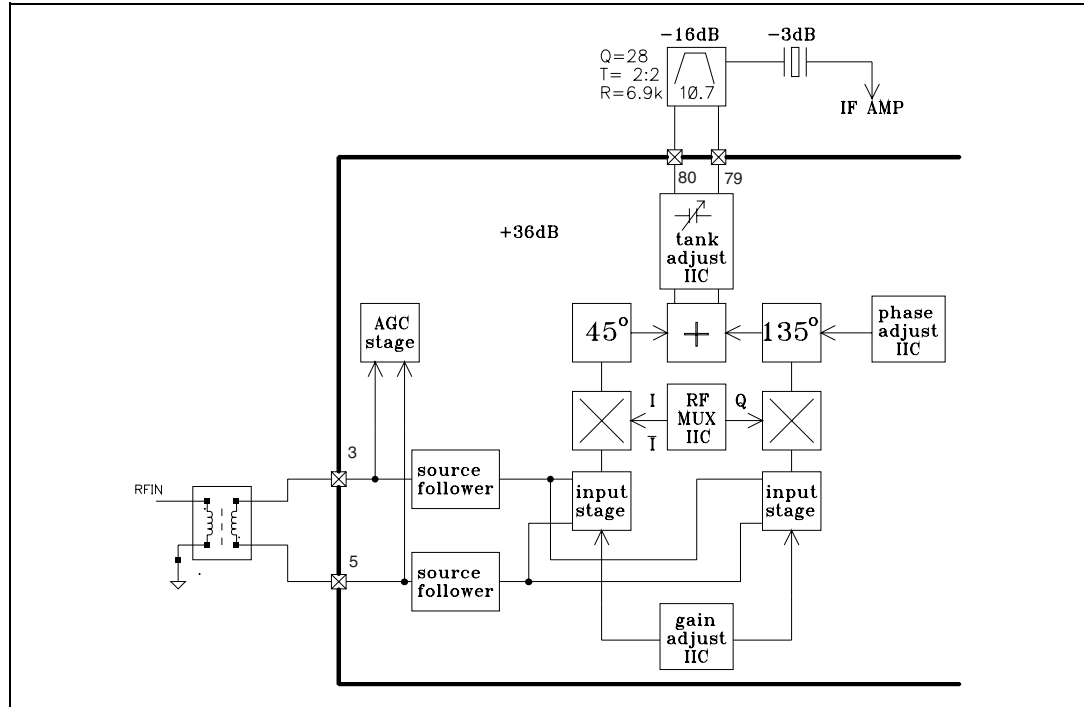 -16dB
-3dB
Q=28
T= 2:2
R=6.9k
10.7
IF AMP
80
79
+36dB
tank
adjust
IIC
AGC
stage
45°
+
135°
phase
adjust
IIC
I
RF
MUX
IIC
Q
Ī
3
RFIN
source
follower
input
stage
input
stage
5
source
follower
gain
adjust
IIC